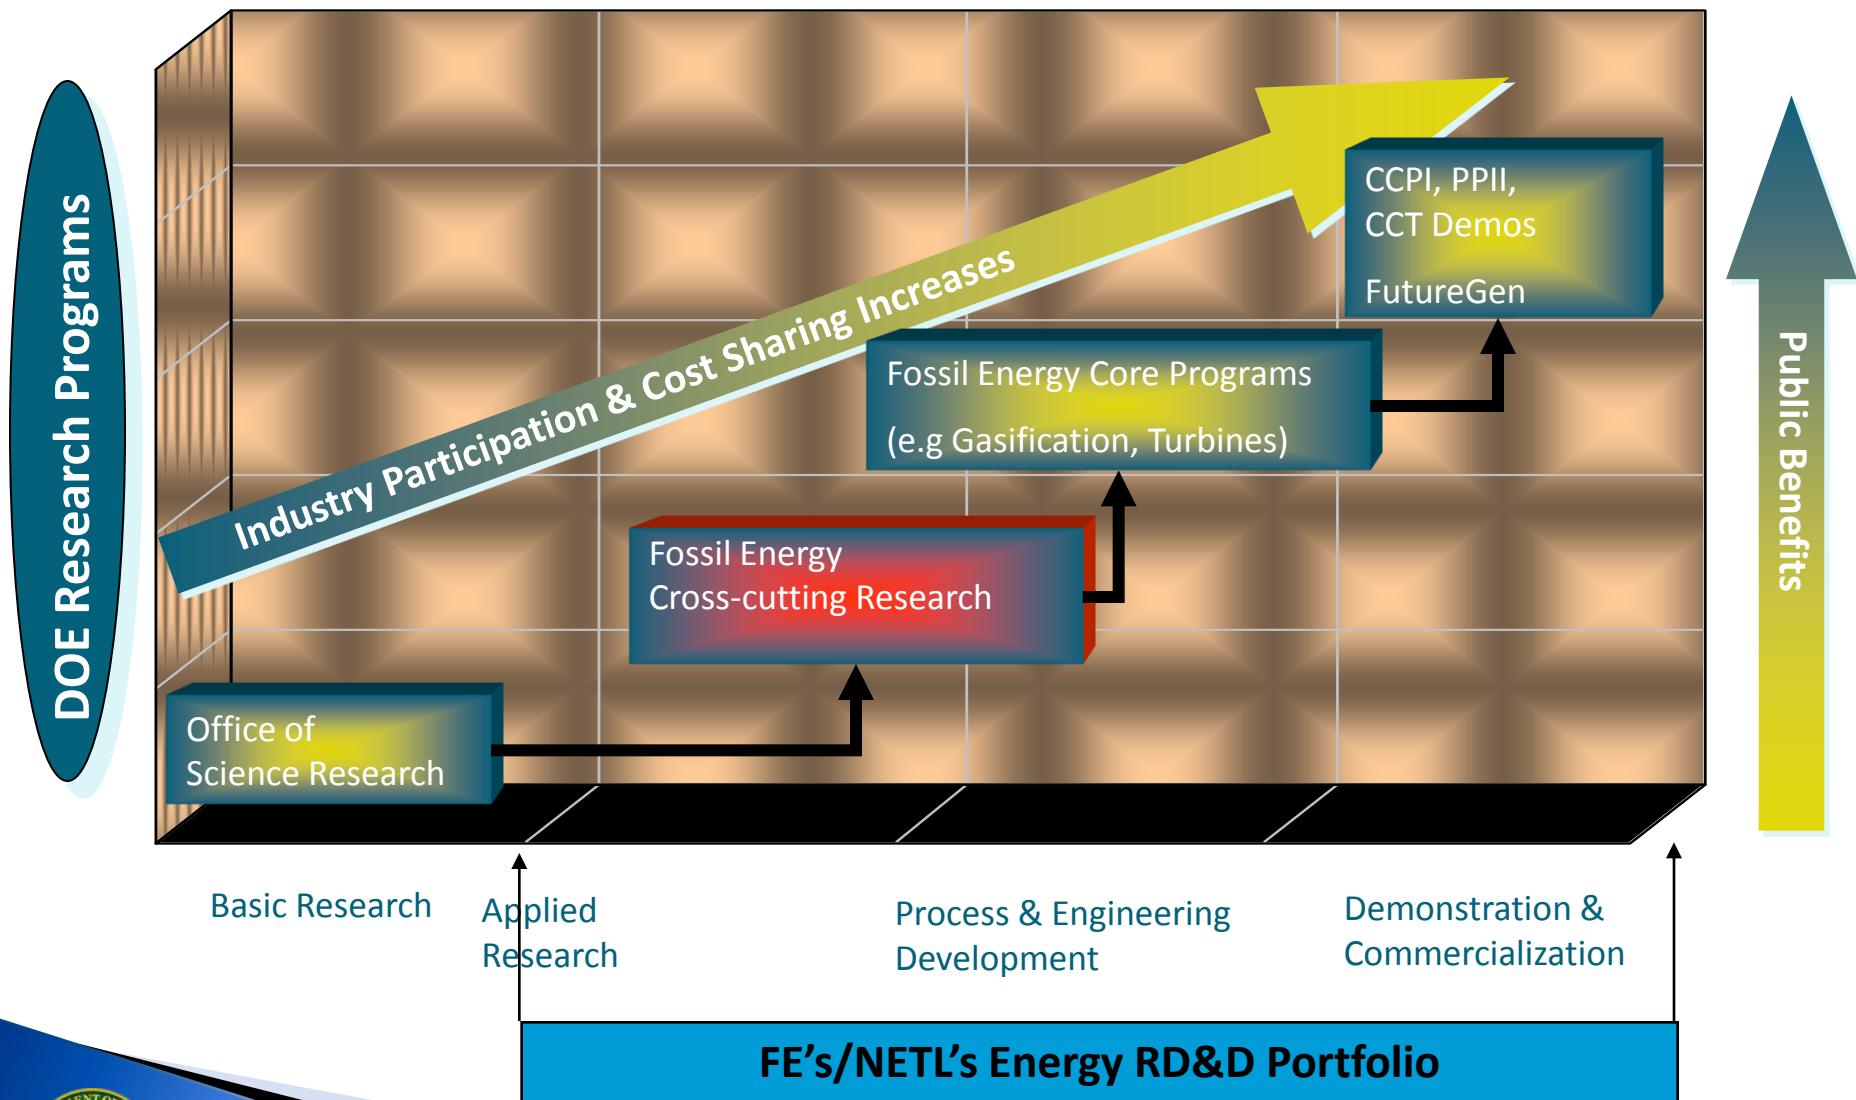 DOE Research Programs
Industry Participation & Cost Sharing Increases
CCPI, PPII,
CCT Demos
FutureGen
Fossil Energy Core Programs
(e.g Gasification, Turbines)
Fossil Energy
Cross-cutting Research
Office of
Science Research
Public Benefits
Basic Research
Applied
Research
Process & Engineering
Development
Demonstration &
Commercialization
FE's/NETL's Energy RD&D Portfolio